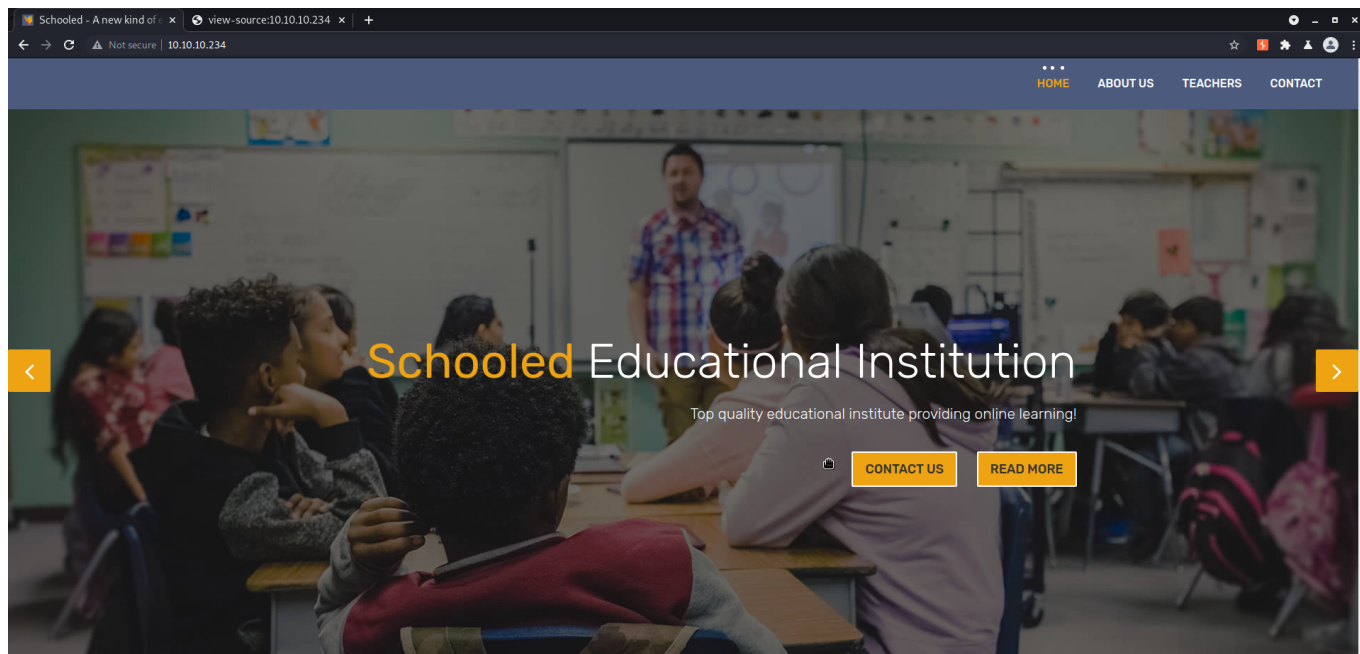 Schooled - A new kind of e
view-source:10.10.10.234
Not secure
10.10.10.234
HOME
ABOUT US
TEACHERS
CONTACT
Schooled Educational Institution
Top quality educational institute providing online learning!
CONTACT US
READ MORE